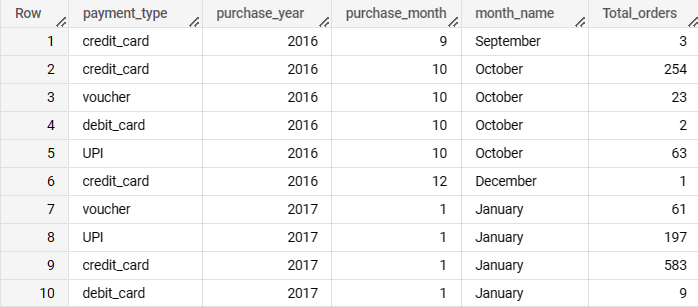 Row payment_type purchase_year purchase_month month_name Total_orders
1 credit_card 2016 9 September 3
2 credit_card 2016 10 October 254
3 voucher 2016 10 October 23
4 debit_card 2016 10 October 2
5 UPI 2016 10 October 63
6 credit_card 2016 12 December 1
7 voucher 2017 1 January 61
8 UPI 2017 1 January 197
9 credit_card 2017 1 January 583
10 debit_card 2017 1 January 9